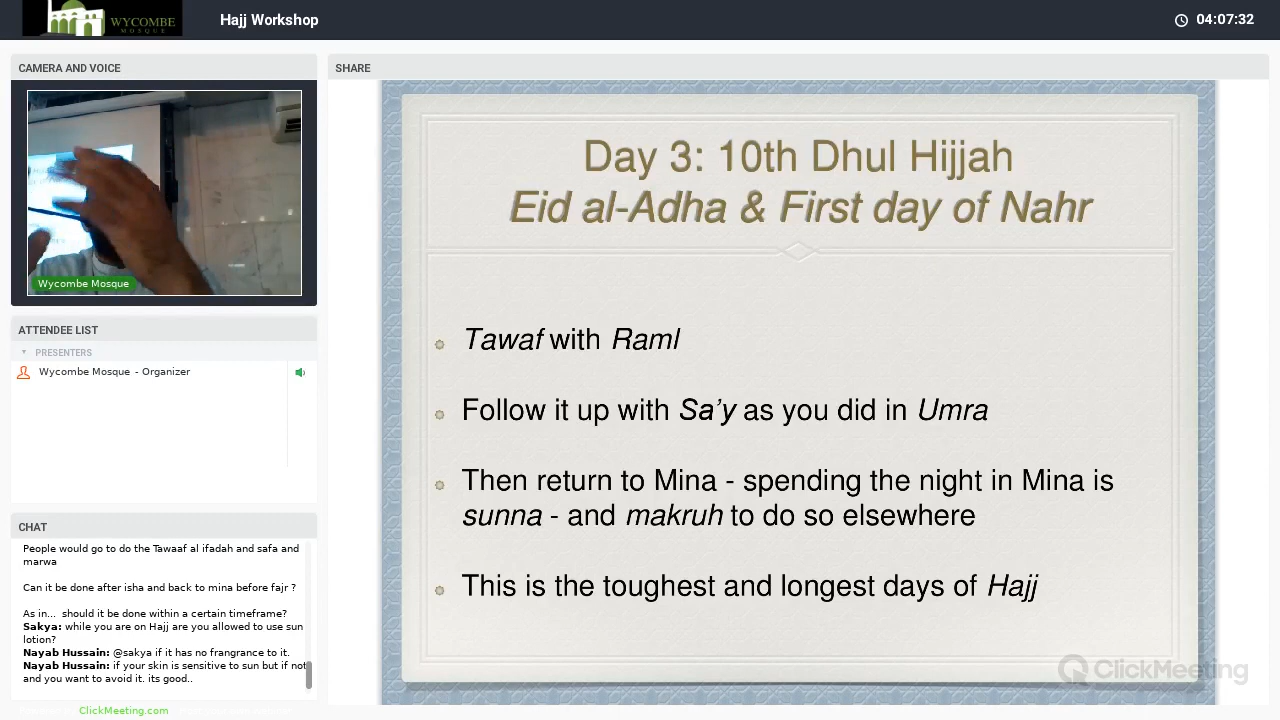 WYCOMBE
MOSQUE
Hajj Workshop
04:07:32
CAMERA AND VOICE
Wycombe Mosque
ATTENDEE LIST
PRESENTERS
Wycombe Mosque - Organizer
CHAT
People would go to do the Tawaaf al ifadah and safa and
marwa
Can it be done after isha and back to mina before fajr ?
As in... should it be done within a certain timeframe?
Sakya: while you are on Hajj are you allowed to use sun
lotion?
Nayab Hussain: @sakya if it has no frangrance to it.
Nayab Hussain: if your skin is sensitive to sun but if not
and you want to avoid it. its good..
ClickMeeting.com
SHARE
Day 3: 10th Dhul Hijjah
Eid al-Adha & First day of Nahr
Tawaf with Raml
Follow it up with Sa’y as you did in Umra
Then return to Mina - spending the night in Mina is
sunna - and makruh to do so elsewhere
This is the toughest and longest days of Hajj
ClickMeeting